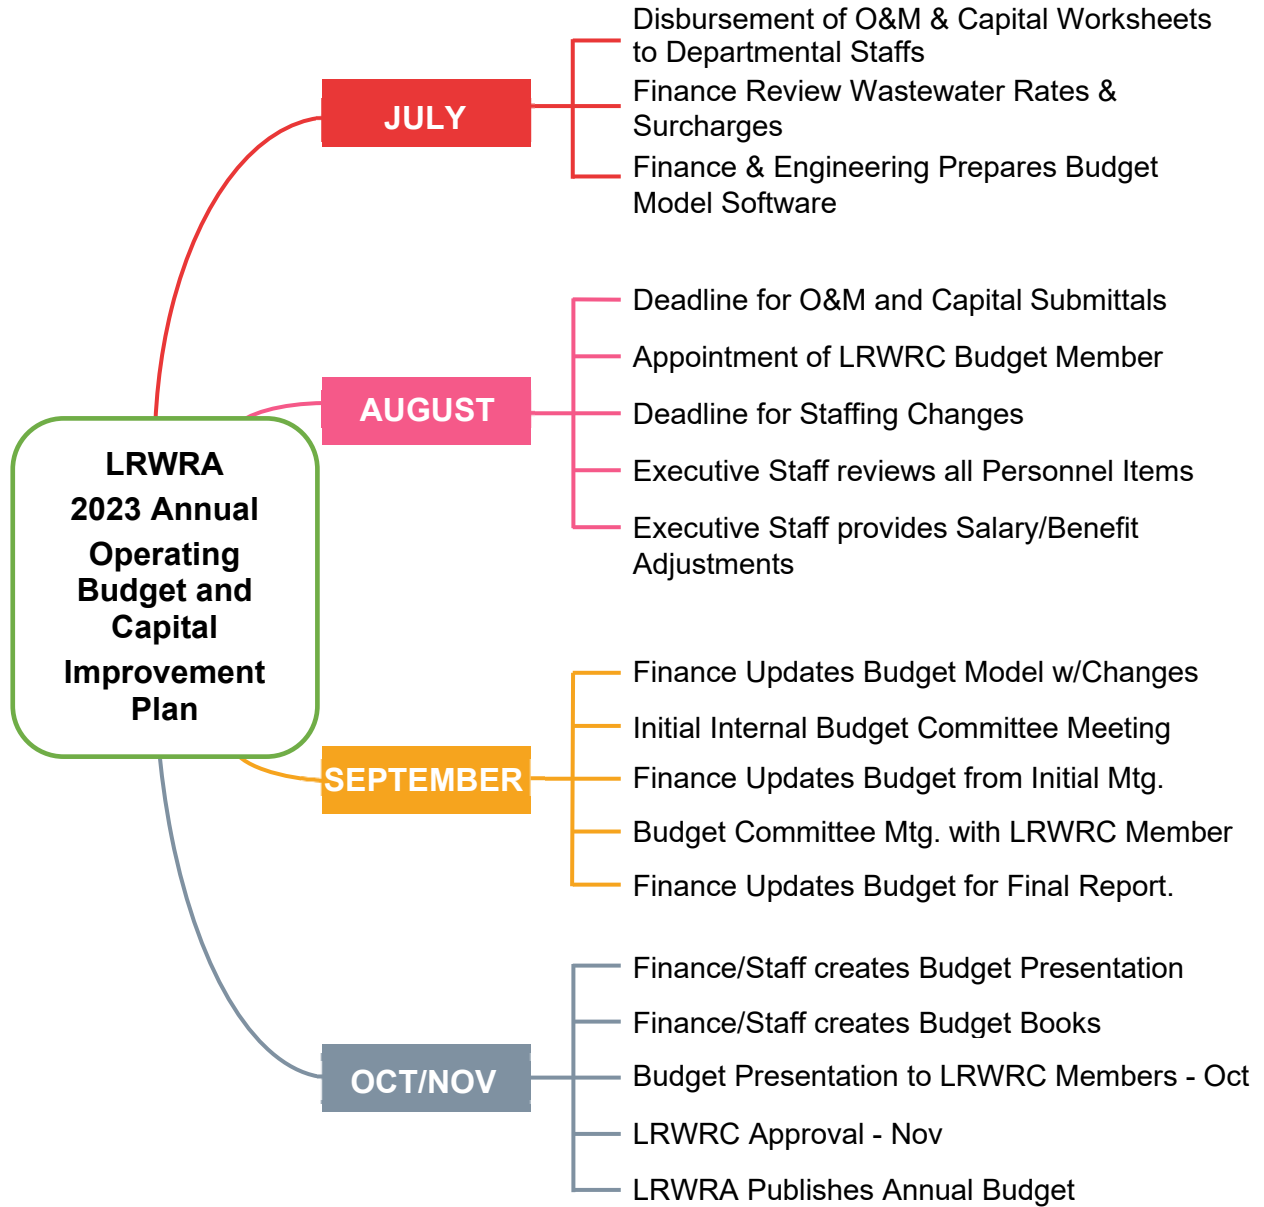 LRWRA
2023 Annual
Operating
Budget and
Capital
Improvement
Plan
JULY
Disbursement of O&M & Capital Worksheets
to Departmental Staffs
Finance Review Wastewater Rates &
Surcharges
Finance & Engineering Prepares Budget
Model Software
AUGUST
Deadline for O&M and Capital Submittals
Appointment of LRWRC Budget Member
Deadline for Staffing Changes
Executive Staff reviews all Personnel Items
Executive Staff provides Salary/Benefit
Adjustments
SEPTEMBER
Finance Updates Budget Model w/Changes
Initial Internal Budget Committee Meeting
Finance Updates Budget from Initial Mtg.
Budget Committee Mtg. with LRWRC Member
Finance Updates Budget for Final Report.
OCT/NOV
Finance/Staff creates Budget Presentation
Finance/Staff creates Budget Books
Budget Presentation to LRWRC Members - Oct
LRWRC Approval - Nov
LRWRA Publishes Annual Budget